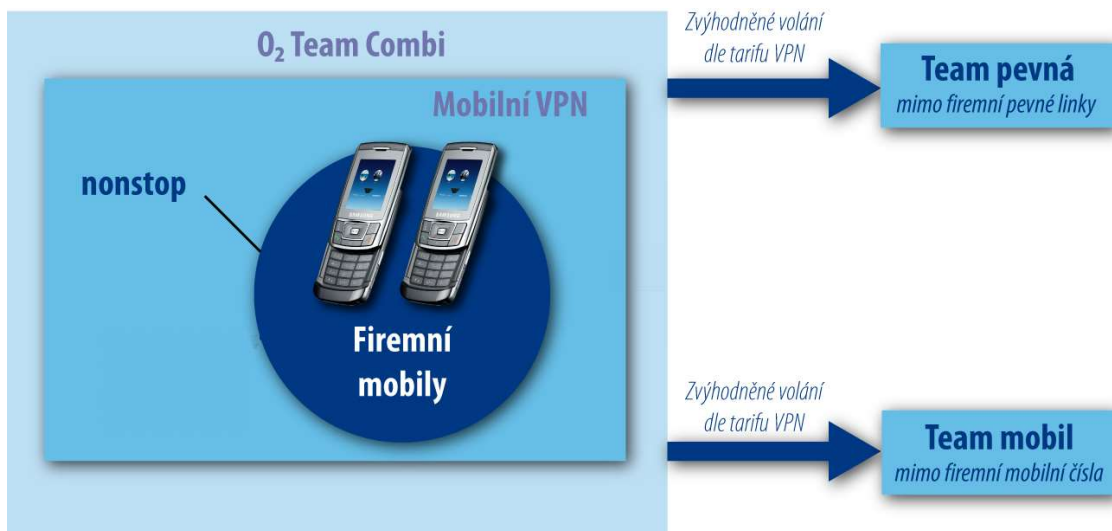 O₂ Team Combi
Mobilní VPN
nonstop
Firemní
mobily
Zvýhodněné volání
dle tarifu VPN
Team pevná
mimo firemní pevné linky
Zvýhodněné volání
dle tarifu VPN
Team mobil
mimo firemní mobilní čísla